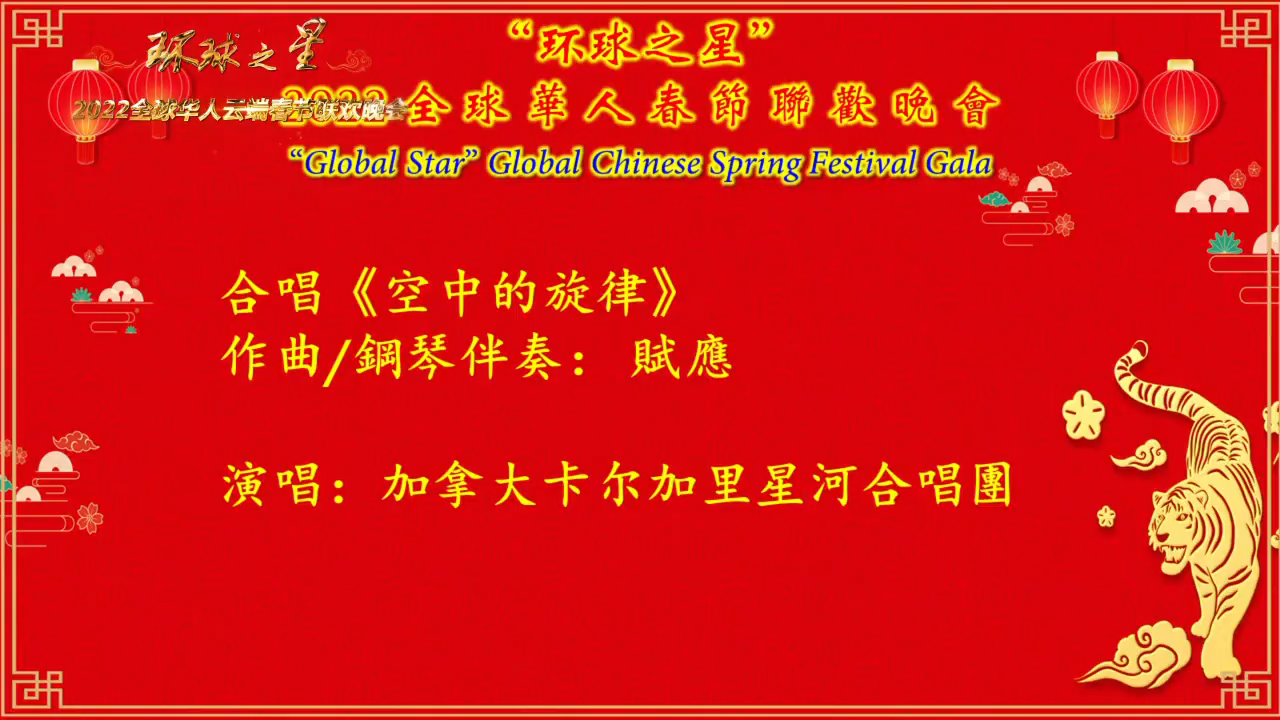 环球之星
2022全球华人云端春节联欢晚会
“环球之星”
2022全球華人春節聯歡晚會
“Global Star” Global Chinese Spring Festival Gala
合唱《空中的旋律》
作曲/鋼琴伴奏： 賦應
演唱：加拿大卡尔加里星河合唱團